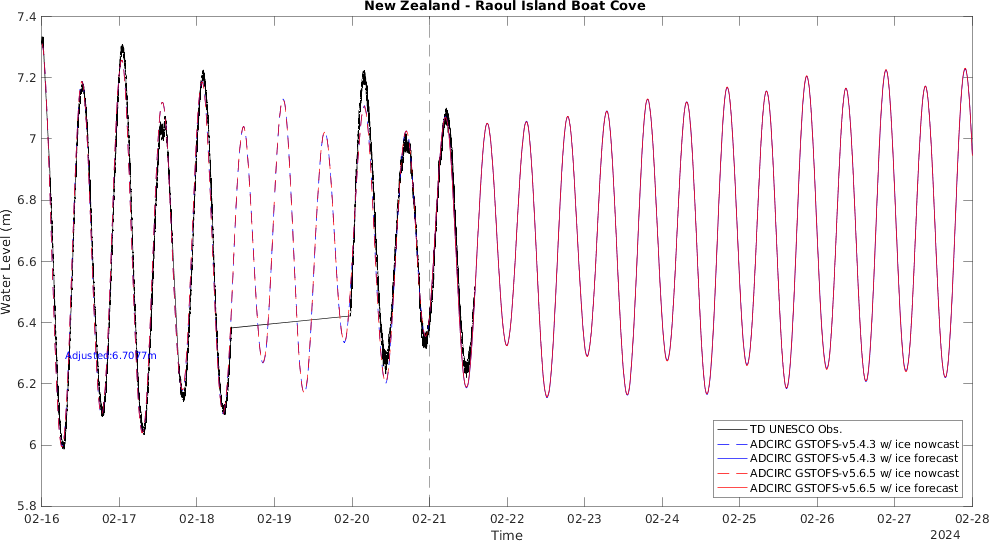 New Zealand - Raoul Island Boat Cove
7.4
7.2
7
6.8
6.6
6.4
6.2
6
5.8
Water Level (m)
Adjusted:6.7077m
TD UNESCO Obs.
ADCIRC GSTOFS-v5.4.3 w/ ice nowcast
ADCIRC GSTOFS-v5.4.3 w/ ice forecast
ADCIRC GSTOFS-v5.6.5 w/ ice nowcast
ADCIRC GSTOFS-v5.6.5 w/ ice forecast
02-16 02-17 02-18 02-19 02-20 02-21 02-22 02-23 02-24 02-25 02-26 02-27 02-28
Time
2024